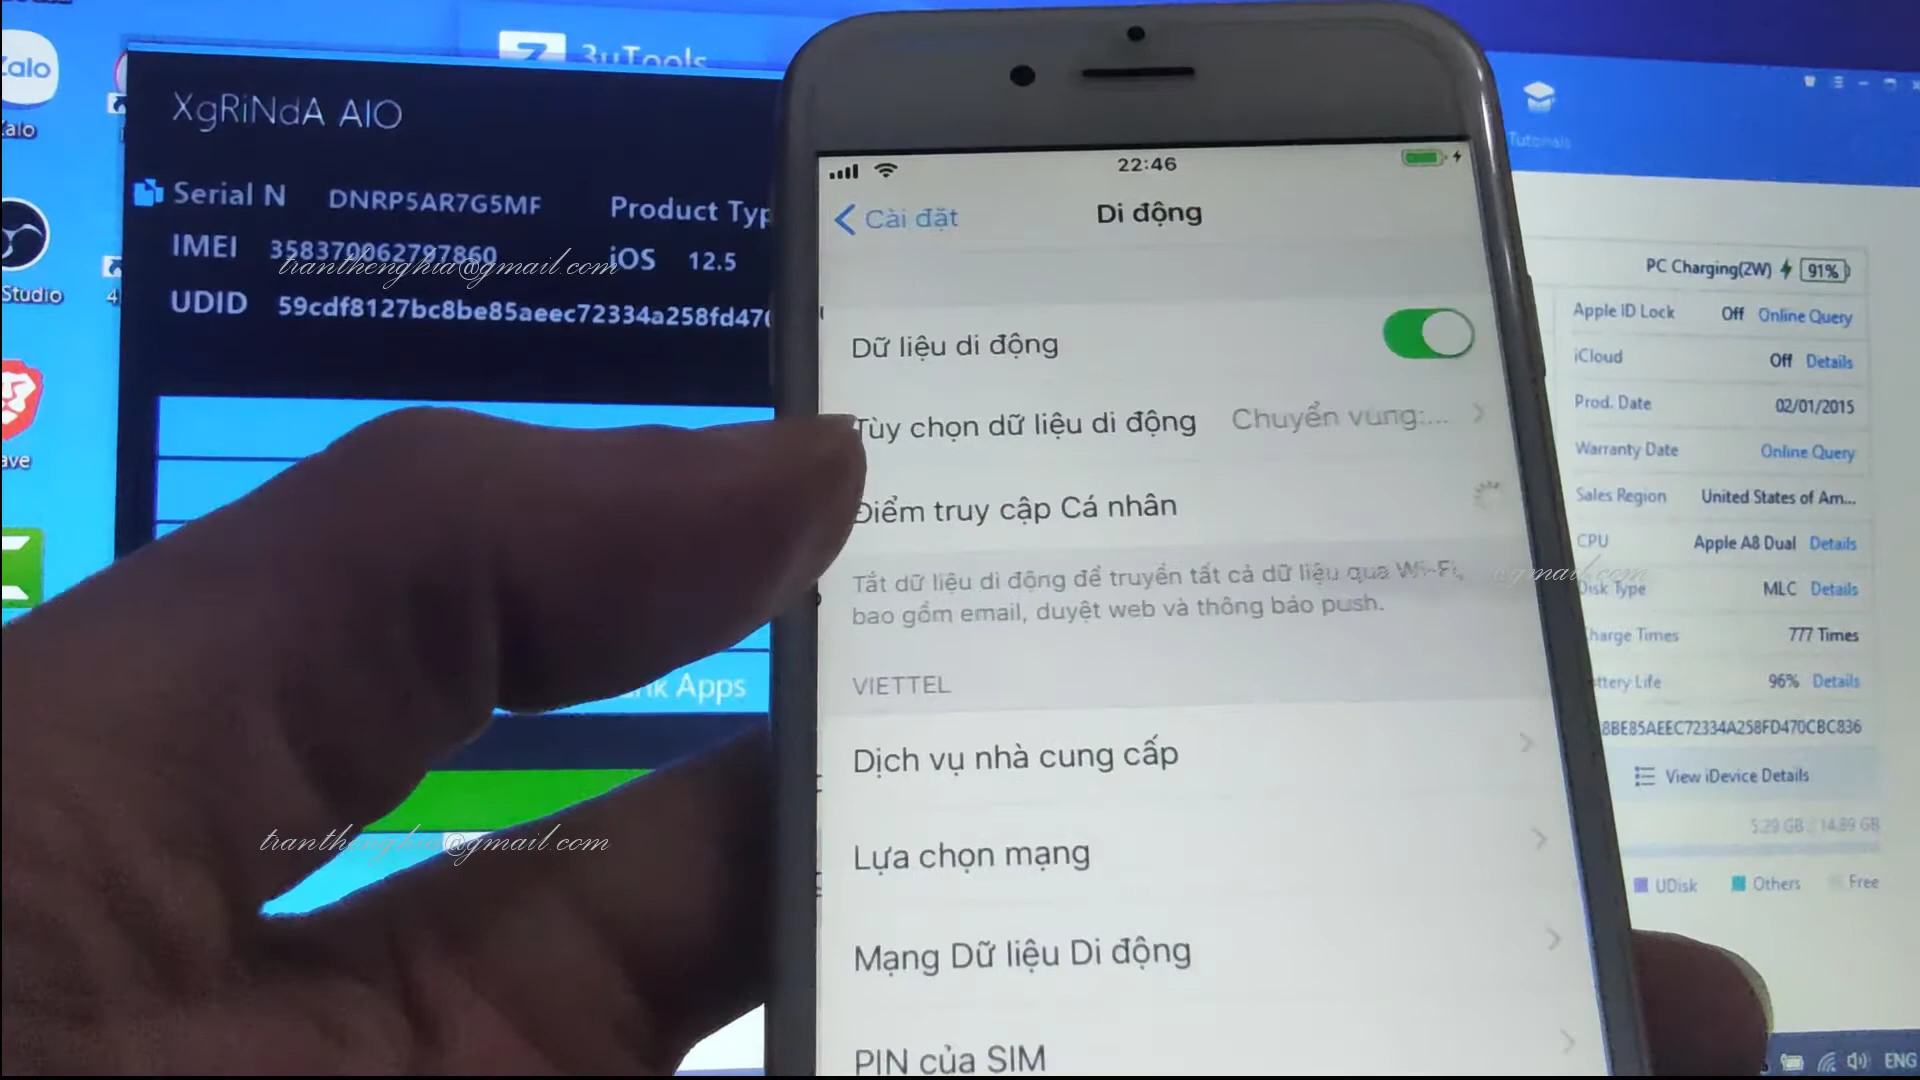 Zalo
3uTools
XgRiNdA AIO
Serial N DNRP5AR7G5MF Product Typ
IMEI 358370062787860 iOS 12.5
tranthenghia@gmail.com
UDID 59cdf8127bc8be85aeec72334a258fd470
Studio
Apps
tranthenghia@gmail.com
22:46
Cài đặt
Di động
Dữ liệu di động
Tùy chọn dữ liệu di động Chuyển vùng:...
Điểm truy cập Cá nhân
Tắt dữ liệu di động để truyền tất cả dữ liệu qua Wi-Fi,
bao gồm email, duyệt web và thông báo push.
VIETTEL
Dịch vụ nhà cung cấp
Lựa chọn mạng
Mạng Dữ liệu Di động
PIN của SIM
Tutorials
PC Charging(2W) 91%
Apple ID Lock Off Online Query
iCloud Off Details
Prod. Date 02/01/2015
Warranty Date Online Query
Sales Region United States of Am...
CPU Apple A8 Dual Details
@gmail.com
Disk Type MLC Details
Charge Times 777 Times
ttery Life 96% Details
8BE85AEEC72334A258FD470CBC836
View iDevice Details
5.29 GB / 14.89 GB
UDisk Others Free
ENG